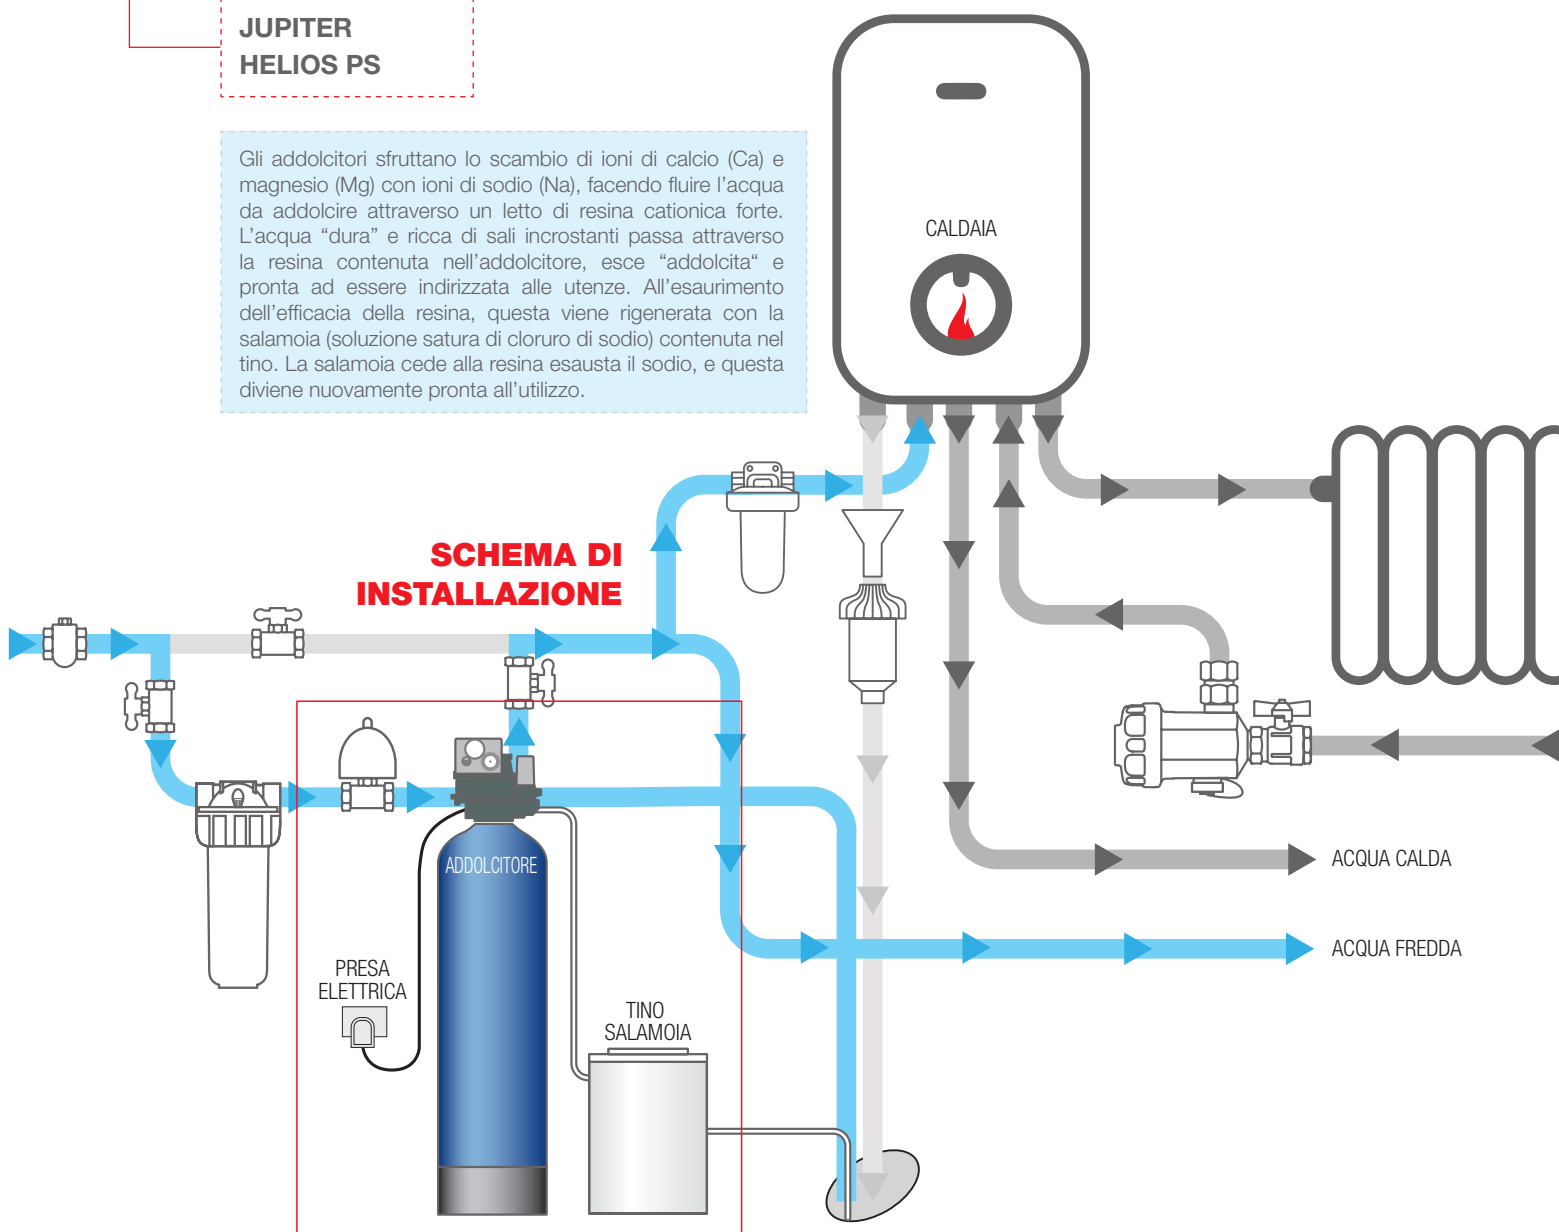 JUPITER
HELIOS PS
Gli addolcitori sfruttano lo scambio di ioni di calcio (Ca) e
magnesio (Mg) con ioni di sodio (Na), facendo fluire l’acqua
da addolcire attraverso un letto di resina cationica forte.
L’acqua “dura” e ricca di sali incrostanti passa attraverso
la resina contenuta nell’addolcitore, esce “addolcita“ e
pronta ad essere indirizzata alle utenze. All’esaurimento
dell’efficacia della resina, questa viene rigenerata con la
salamoia (soluzione satura di cloruro di sodio) contenuta nel
tino. La salamoia cede alla resina esausta il sodio, e questa
diviene nuovamente pronta all’utilizzo.
CALDAIA
SCHEMA DI
INSTALLAZIONE
ADDOLCITORE
ACQUA CALDA
ACQUA FREDDA
PRESA
ELETTRICA
TINO
SALAMOIA